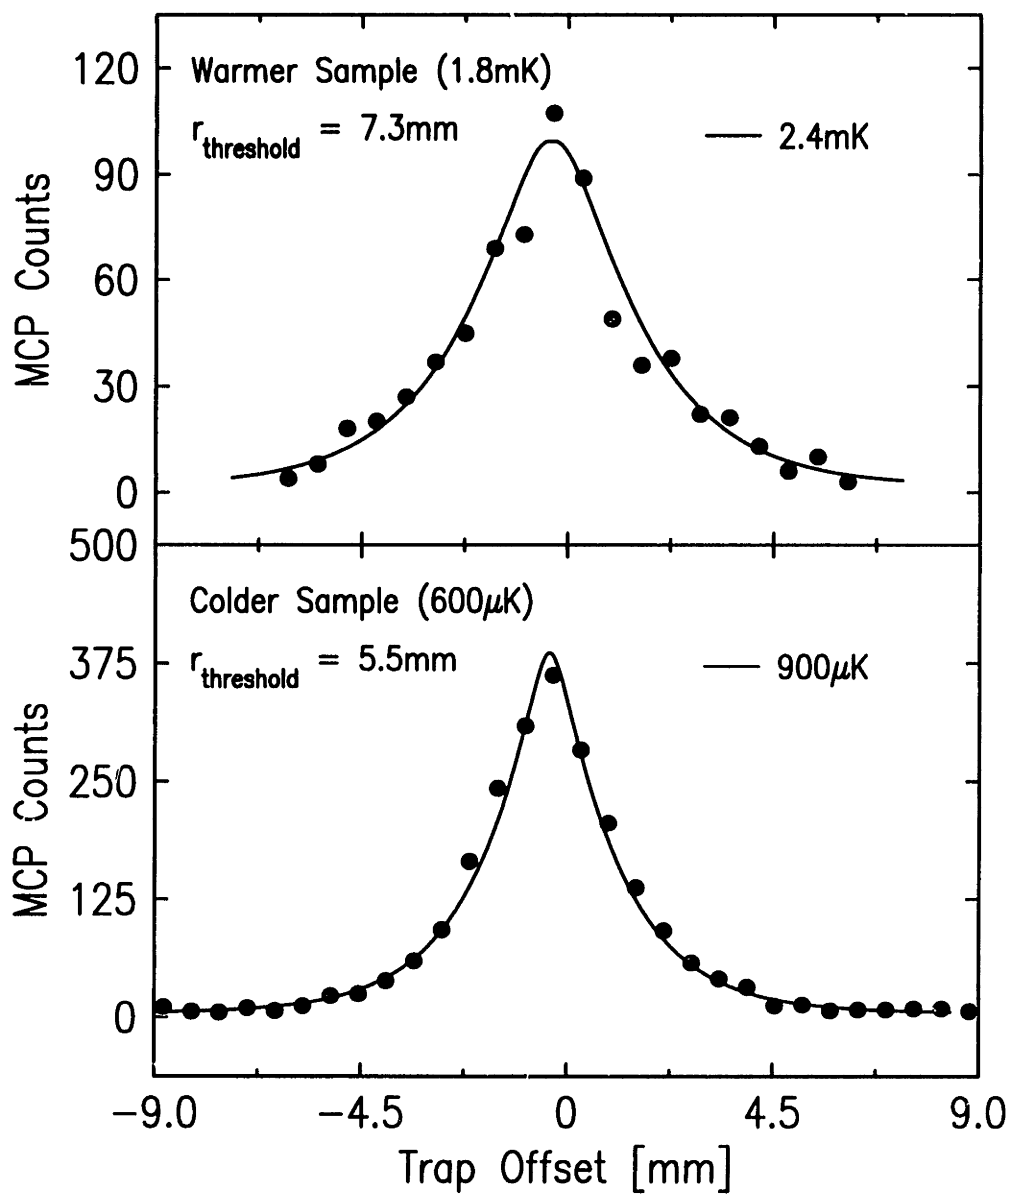 120
Warmer Sample (1.8mK)
r_threshold = 7.3mm
2.4mK
90
MCP Counts
60
30
0
500
Colder Sample (600μK)
r_threshold = 5.5mm
900μK
375
MCP Counts
250
125
0
−9.0 −4.5 0 4.5 9.0
Trap Offset [mm]